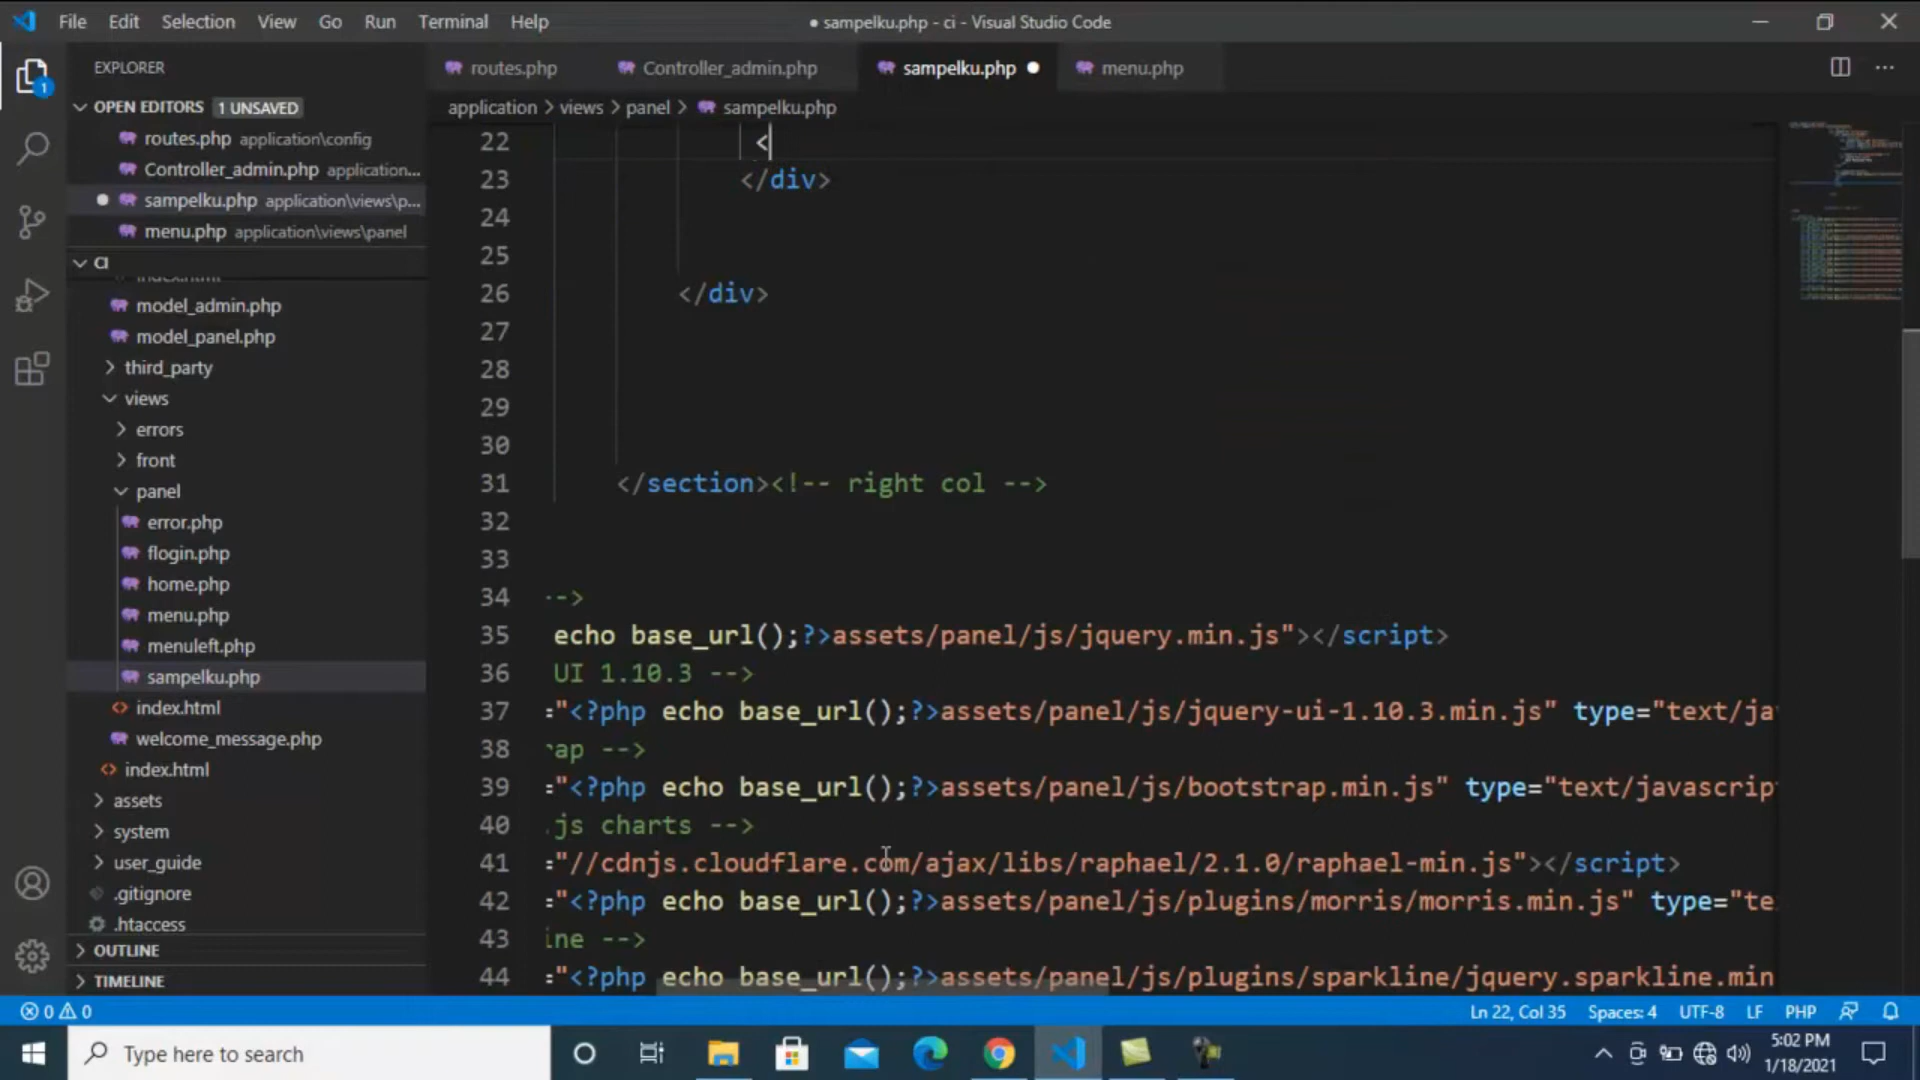 File Edit Selection View Go Run Terminal Help
● sampelku.php - ci - Visual Studio Code
EXPLORER
routes.php
Controller_admin.php
sampelku.php
menu.php
OPEN EDITORS 1 UNSAVED
application > views > panel > sampelku.php
routes.php application\config
Controller_admin.php application...
sampelku.php application\views\p...
menu.php application\views\panel
CI
model_admin.php
model_panel.php
third_party
views
errors
front
panel
error.php
flogin.php
home.php
menu.php
menuleft.php
sampelku.php
index.html
welcome_message.php
index.html
assets
system
user_guide
.gitignore
.htaccess
OUTLINE
TIMELINE
22 <
23 </div>
24
25
26 </div>
27
28
29
30
31 </section><!-- right col -->
32
33
34 -->
35 echo base_url();?>assets/panel/js/jquery.min.js"></script>
36 UI 1.10.3 -->
37 ="<?php echo base_url();?>assets/panel/js/jquery-ui-1.10.3.min.js" type="text/ja
38 ap -->
39 ="<?php echo base_url();?>assets/panel/js/bootstrap.min.js" type="text/javascrip
40 .js charts -->
41 ="//cdnjs.cloudflare.com/ajax/libs/raphael/2.1.0/raphael-min.js"></script>
42 ="<?php echo base_url();?>assets/panel/js/plugins/morris/morris.min.js" type="te
43 ine -->
44 ="<?php echo base_url();?>assets/panel/js/plugins/sparkline/jquery.sparkline.min
0 0 Ln 22, Col 35 Spaces: 4 UTF-8 LF PHP
Type here to search
5:02 PM
1/18/2021